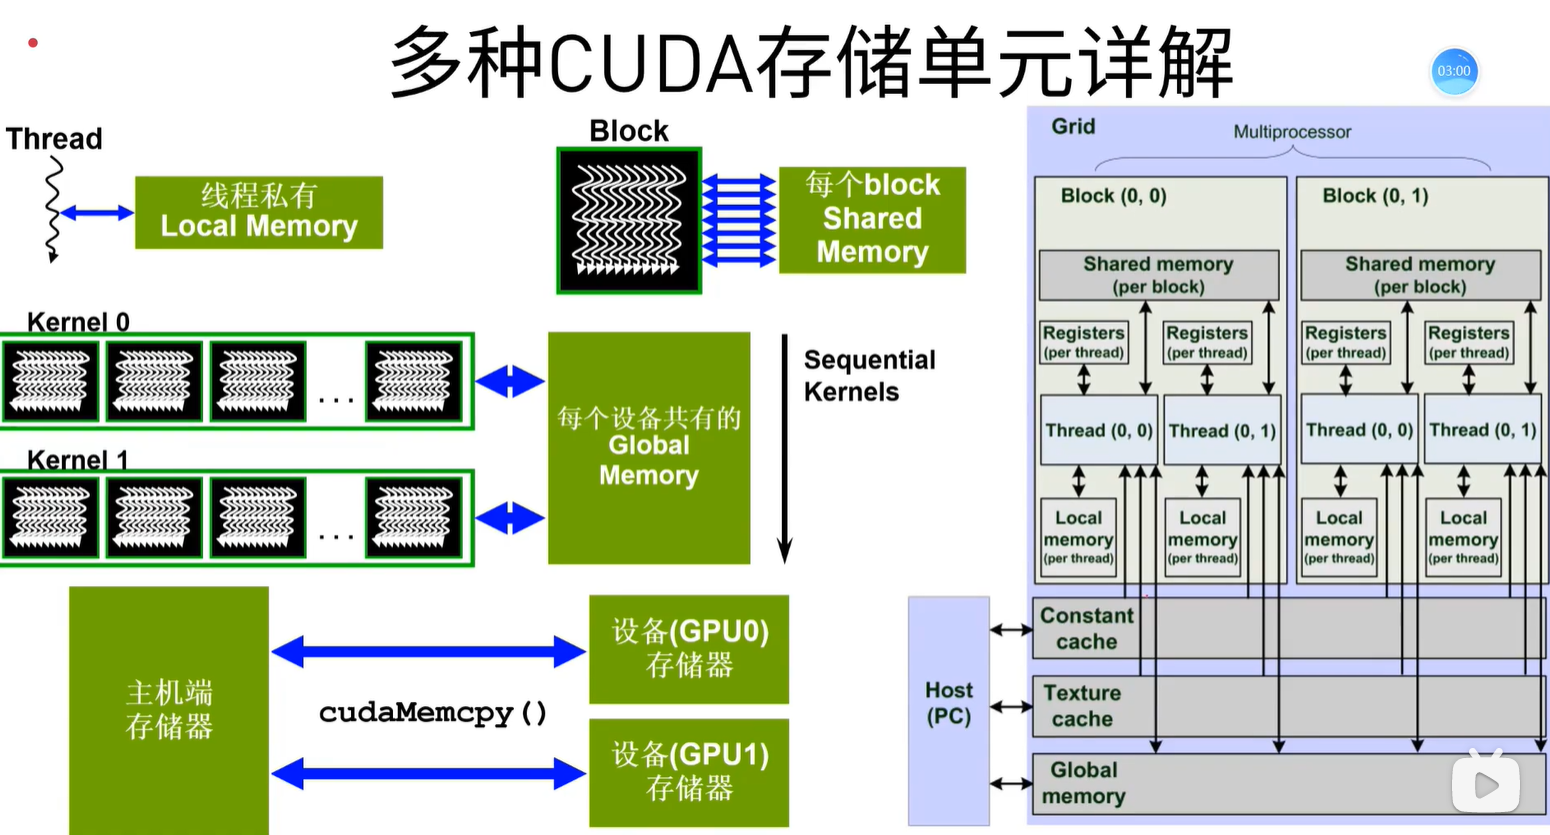 多种CUDA存储单元详解
03:00
Thread
线程私有
Local Memory
Block
每个block
Shared
Memory
Kernel 0
...
Kernel 1
...
每个设备共有的
Global
Memory
Sequential
Kernels
主机端
存储器
cudaMemcpy()
设备(GPU0)
存储器
设备(GPU1)
存储器
Grid
Multiprocessor
Block (0, 0)
Shared memory
(per block)
Registers
(per thread)
Registers
(per thread)
Thread (0, 0)
Thread (0, 1)
Local
memory
(per thread)
Local
memory
(per thread)
Block (0, 1)
Shared memory
(per block)
Registers
(per thread)
Registers
(per thread)
Thread (0, 0)
Thread (0, 1)
Local
memory
(per thread)
Local
memory
(per thread)
Host
(PC)
Constant
cache
Texture
cache
Global
memory